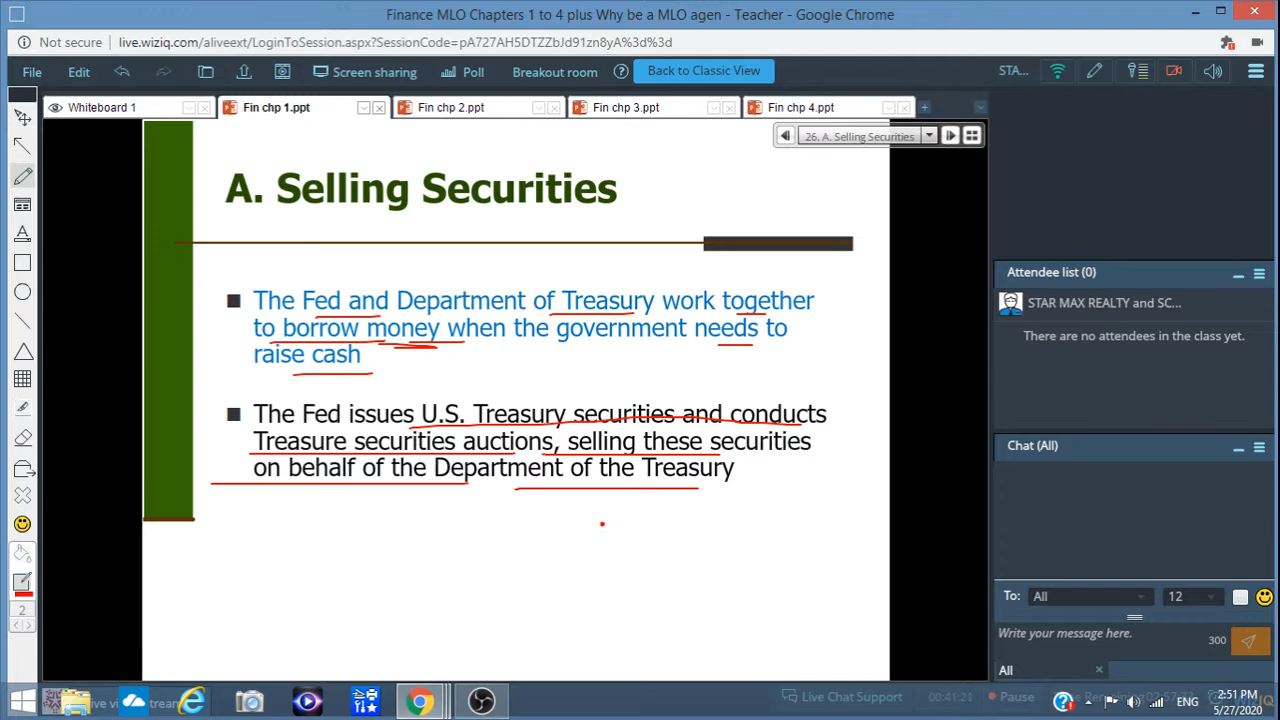 Finance MLO Chapters 1 to 4 plus Why be a MLO agen - Teacher - Google Chrome
Not secure | live.wiziq.com/aliveext/LoginToSession.aspx?SessionCode=pA727AH5DTZZbJd91zn8yA%3d%3d
File Edit Screen sharing Poll Breakout room Back to Classic View STA...
Whiteboard 1 Fin chp 1.ppt Fin chp 2.ppt Fin chp 3.ppt Fin chp 4.ppt
26. A. Selling Securities
A. Selling Securities
The Fed and Department of Treasury work together
to borrow money when the government needs to
raise cash
The Fed issues U.S. Treasury securities and conducts
Treasure securities auctions, selling these securities
on behalf of the Department of the Treasury
2
Attendee list (0)
STAR MAX REALTY and SC...
There are no attendees in the class yet.
Chat (All)
To: All 12
Write your message here. 300
All
Live Chat Support 00:41:21 Pause
ENG
2:51 PM
5/27/2020